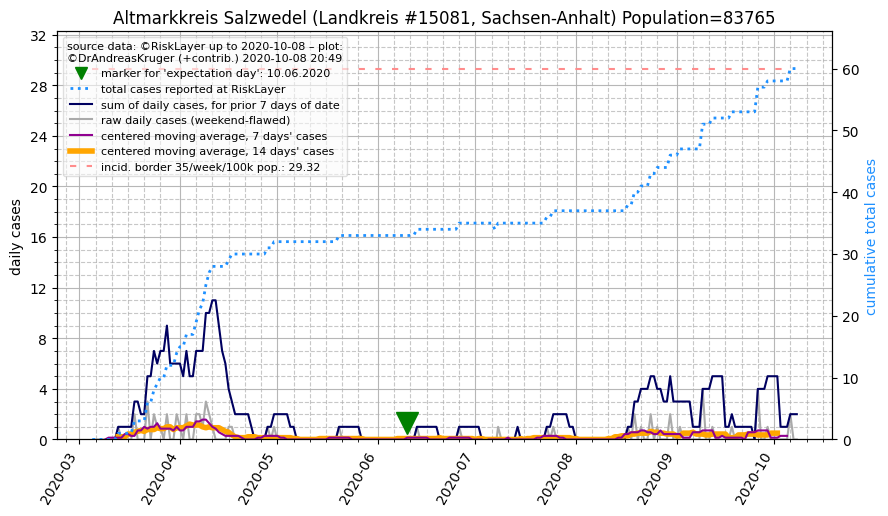 Altmarkkreis Salzwedel (Landkreis #15081, Sachsen-Anhalt) Population=83765
source data: ©RiskLayer up to 2020-10-08 – plot:
©DrAndreasKruger (+contrib.) 2020-10-08 20:49
marker for 'expectation day': 10.06.2020
total cases reported at RiskLayer
sum of daily cases, for prior 7 days of date
raw daily cases (weekend-flawed)
centered moving average, 7 days' cases
centered moving average, 14 days' cases
incid. border 35/week/100k pop.: 29.32
daily cases
32
28
24
20
16
12
8
4
0
cumulative total cases
60
50
40
30
20
10
0
2020-03
2020-04
2020-05
2020-06
2020-07
2020-08
2020-09
2020-10